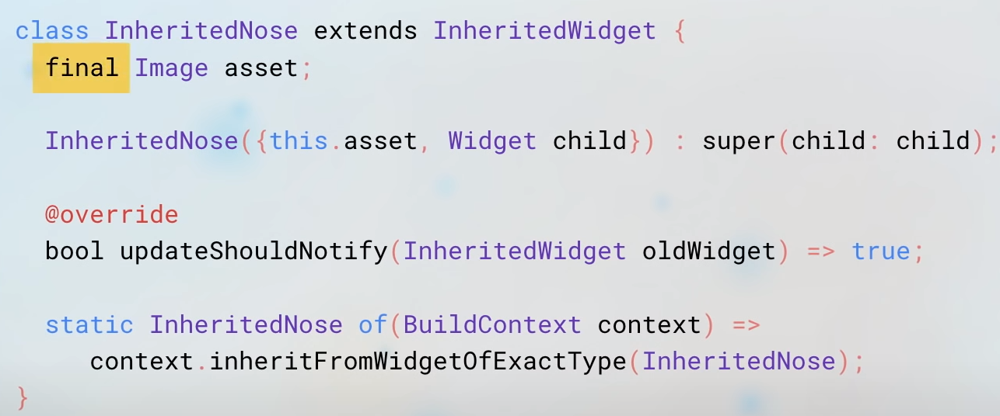 class InheritedNose extends InheritedWidget {
final Image asset;
InheritedNose({this.asset, Widget child}) : super(child: child);
@override
bool updateShouldNotify(InheritedWidget oldWidget) => true;
static InheritedNose of(BuildContext context) =>
context.inheritFromWidgetOfExactType(InheritedNose);
}